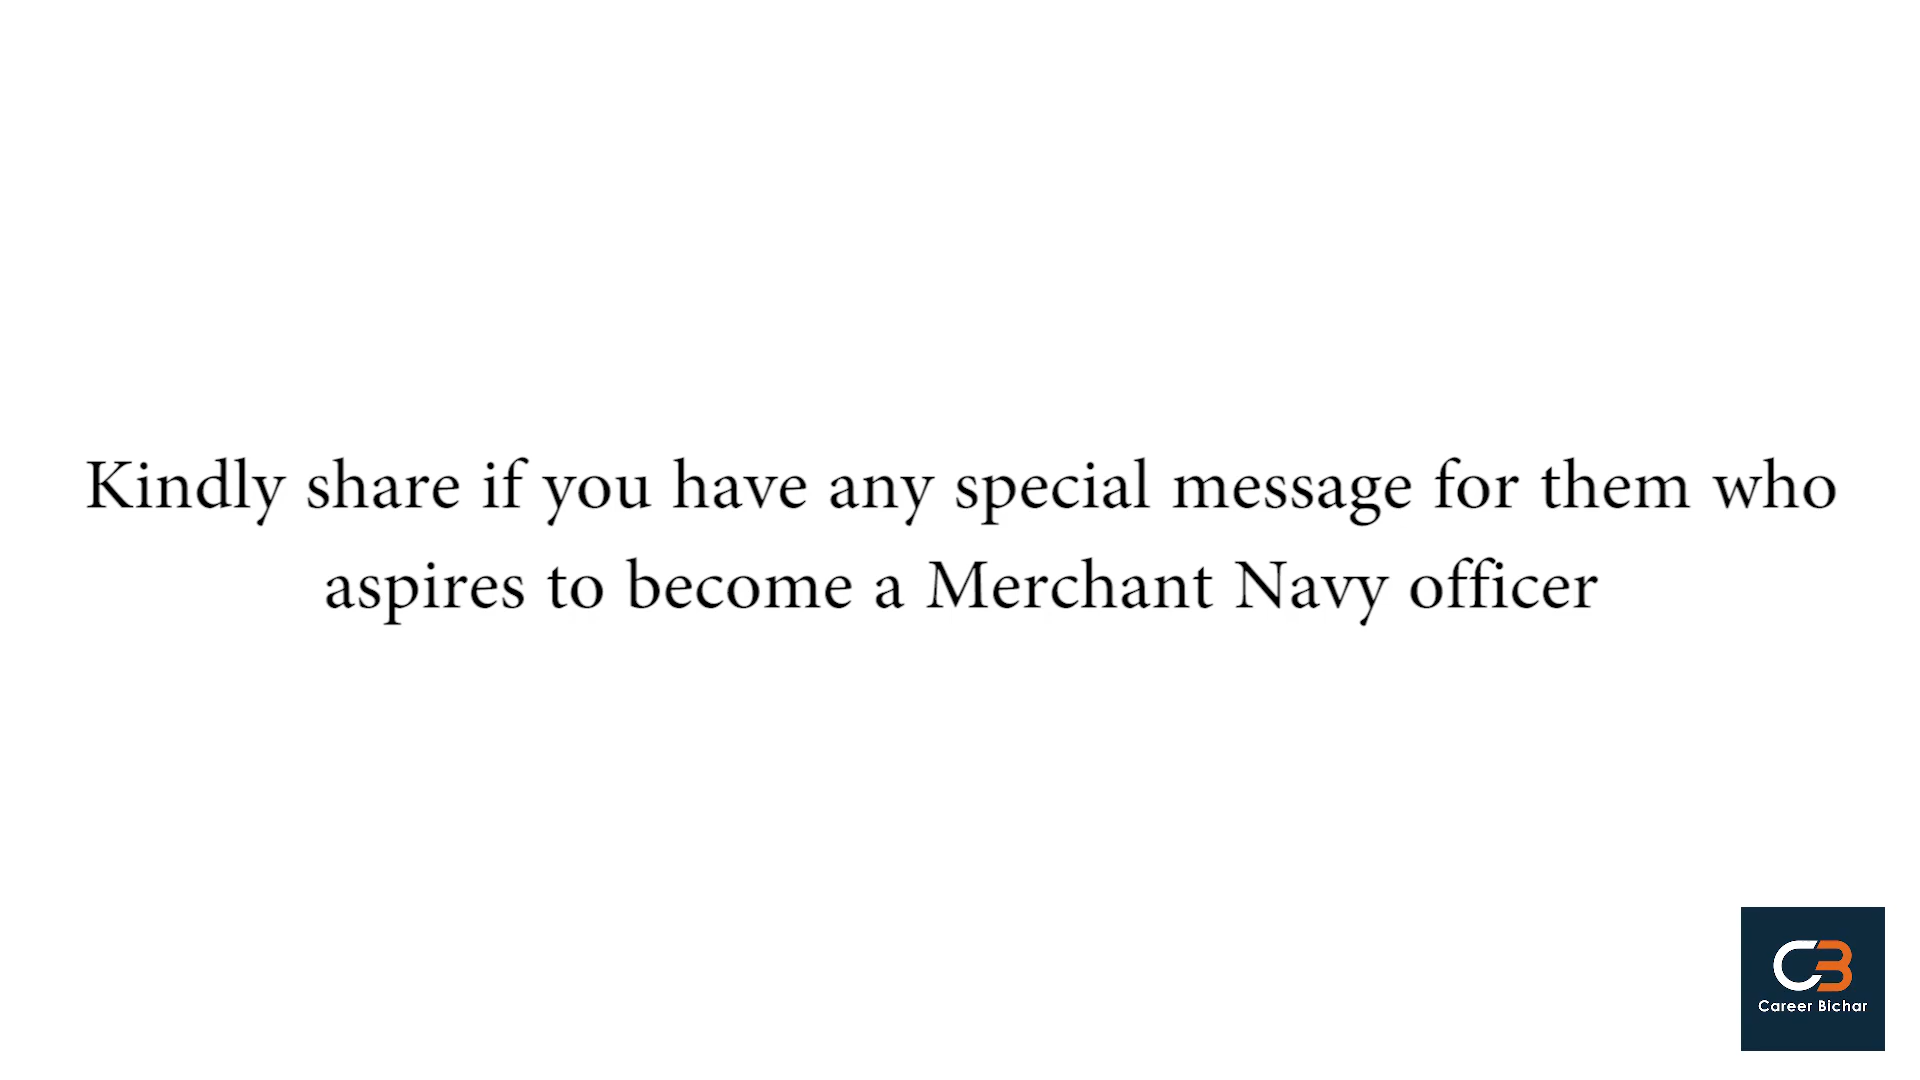 Kindly share if you have any special message for them who
aspires to become a Merchant Navy officer
CB
Career Bichar